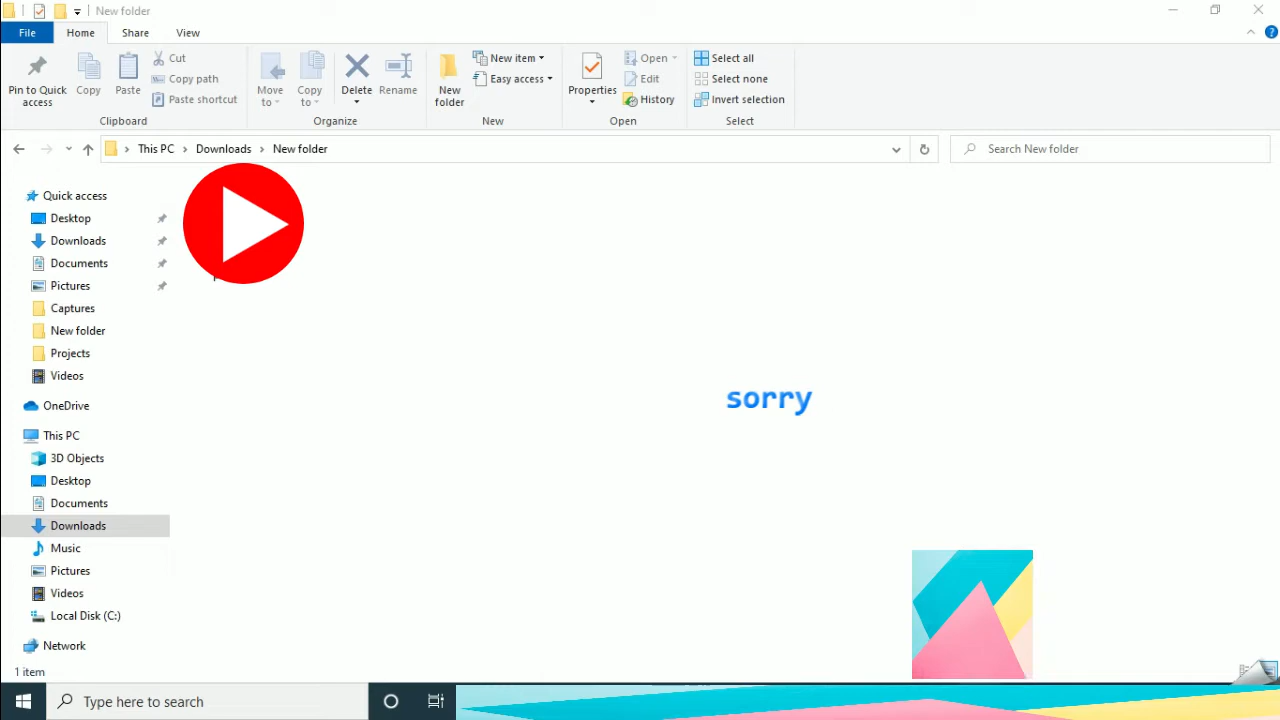 New folder
File Home Share View
Pin to Quick access
Copy
Paste
Cut
Copy path
Paste shortcut
Clipboard
Move to
Copy to
Delete
Rename
Organize
New folder
New item
Easy access
New
Properties
Open
Edit
History
Open
Select all
Select none
Invert selection
Select
This PC > Downloads > New folder
Search New folder
Quick access
Desktop
Downloads
Documents
Pictures
Captures
New folder
Projects
Videos
OneDrive
This PC
3D Objects
Desktop
Documents
Downloads
Music
Pictures
Videos
Local Disk (C:)
Network
sorry
1 item
Type here to search